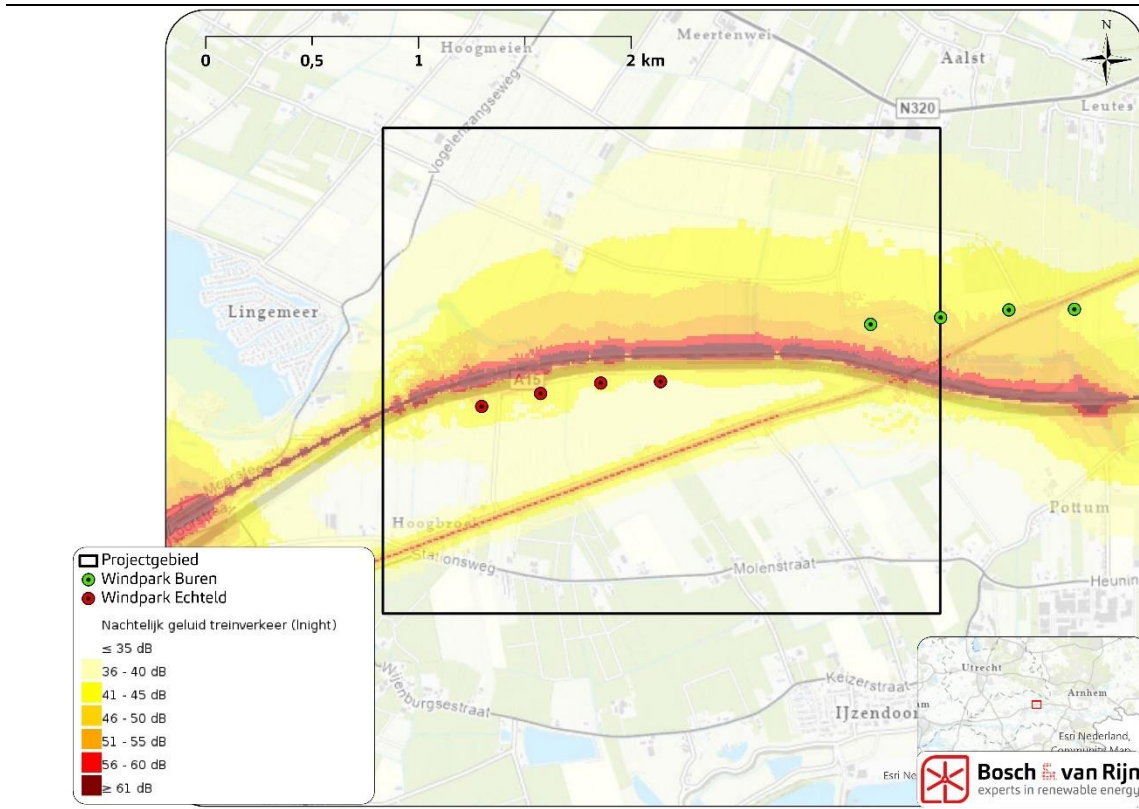 0 0,5 1 2 km
Hoogmeien
Meertenwei
N
Aalst
Leutes
N320
Vogelenzangseweg
Lingemeer
A15
Hoogbroek
Stationsweg
Molenstraat
Pottum
Heunin
Wijenburgsestraat
Keizerstraat
IJzendoorn
Projectgebied
Windpark Buren
Windpark Echteld
Nachtelijk geluid treinverkeer (lnight)
≤ 35 dB
36 - 40 dB
41 - 45 dB
46 - 50 dB
51 - 55 dB
56 - 60 dB
≥ 61 dB
Utrecht
Arnhem
Esri Nederland,
Community Map
Esri Ne
Bosch & van Rijn
experts in renewable energy